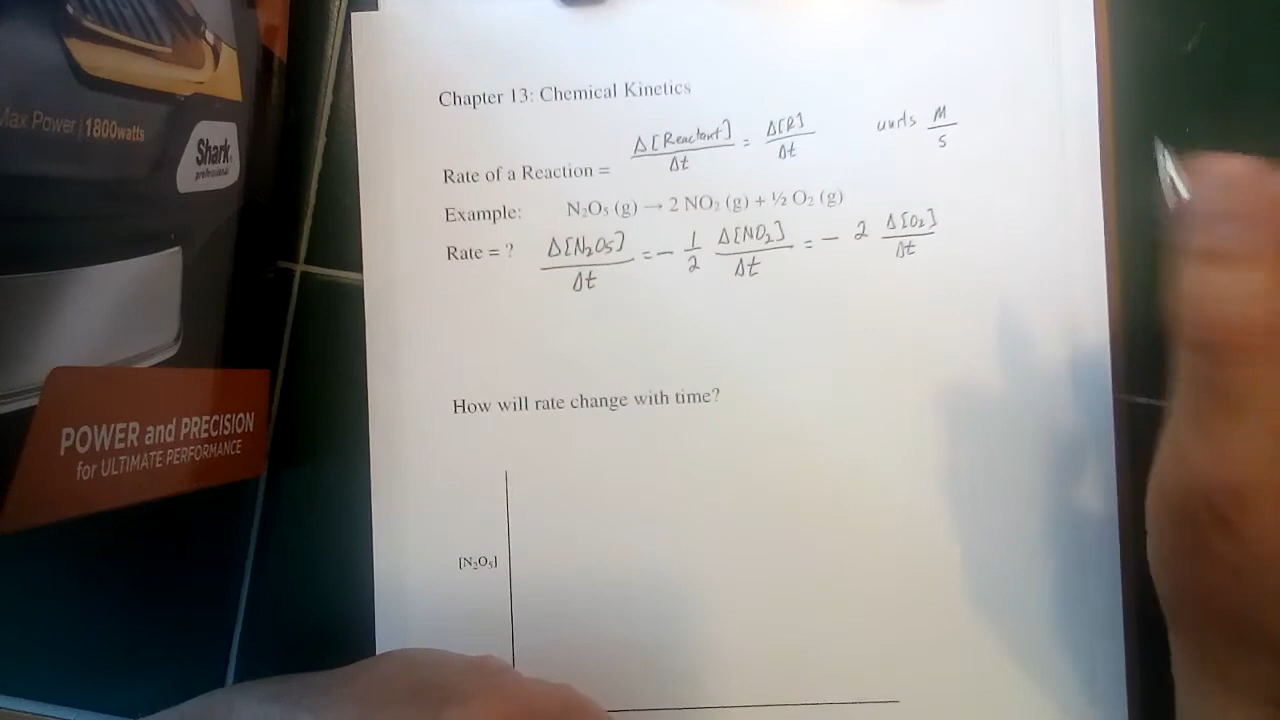 Max Power | 1800watts
Shark
professional
POWER and PRECISION
for ULTIMATE PERFORMANCE
Chapter 13: Chemical Kinetics
Rate of a Reaction = Δ[Reactant]/Δt = Δ[R]/Δt units M/s
Example: N₂O₅ (g) → 2 NO₂ (g) + ½ O₂ (g)
Rate = ? Δ[N₂O₅]/Δt = - 1/2 Δ[NO₂]/Δt = - 2 Δ[O₂]/Δt
How will rate change with time?
[N₂O₅]